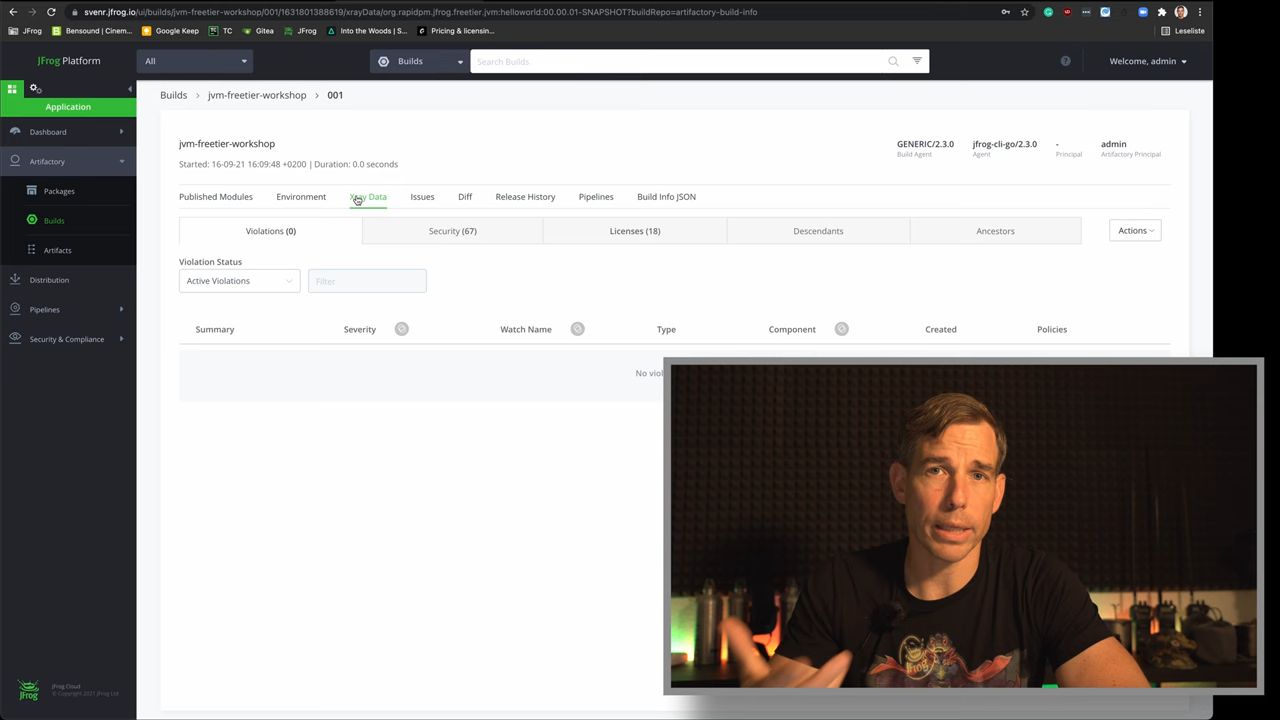 svenr.jfrog.io/ui/builds/jvm-freetier-workshop/001/1631801388619/xrayData/org.rapidpm.jfrog.freetier.jvm:helloworld:00.00.01-SNAPSHOT?buildRepo=artifactory-build-info
JFrog Bensound | Cinem... Google Keep TC Gitea JFrog Into the Woods | S... Pricing & licensin... Leseliste
JFrog Platform All Builds Search Builds Welcome, admin
Application
Dashboard
Artifactory
Packages
Builds
Artifacts
Distribution
Pipelines
Security & Compliance
JFrog
JFrog Cloud
© Copyright 2021 JFrog Ltd
Builds > jvm-freetier-workshop > 001
jvm-freetier-workshop
Started: 16-09-21 16:09:48 +0200 | Duration: 0.0 seconds
GENERIC/2.3.0 jfrog-cli-go/2.3.0 - admin
Build Agent Agent Principal Artifactory Principal
Published Modules Environment Xray Data Issues Diff Release History Pipelines Build Info JSON
Violations (0) Security (67) Licenses (18) Descendants Ancestors Actions
Violation Status
Active Violations Filter
Summary Severity Watch Name Type Component Created Policies
No viol
JFrog